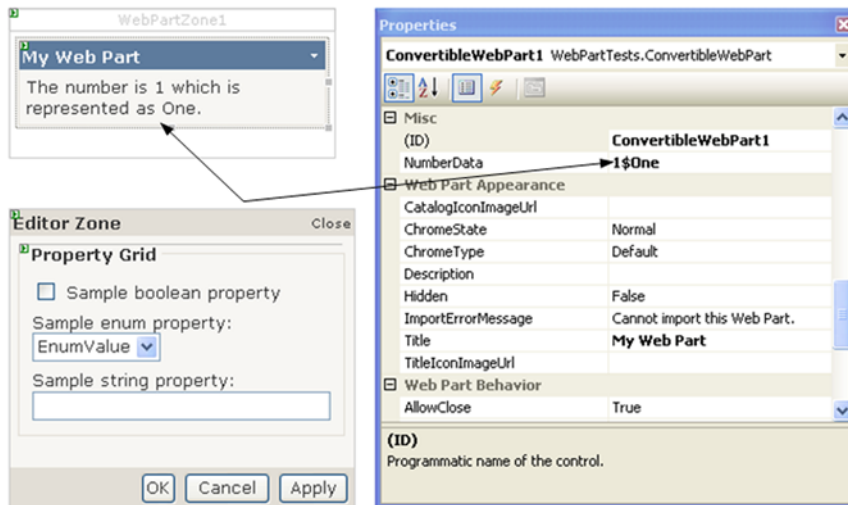 WebPartZone1
My Web Part
The number is 1 which is
represented as One.
Editor Zone Close
Property Grid
Sample boolean property
Sample enum property:
EnumValue
Sample string property:
OK Cancel Apply
Properties
ConvertibleWebPart1 WebPartTests.ConvertibleWebPart
Misc
(ID) ConvertibleWebPart1
NumberData 1$One
Web Part Appearance
CatalogIconImageUrl
ChromeState Normal
ChromeType Default
Description
Hidden False
ImportErrorMessage Cannot import this Web Part.
Title My Web Part
TitleIconImageUrl
Web Part Behavior
AllowClose True
(ID)
Programmatic name of the control.